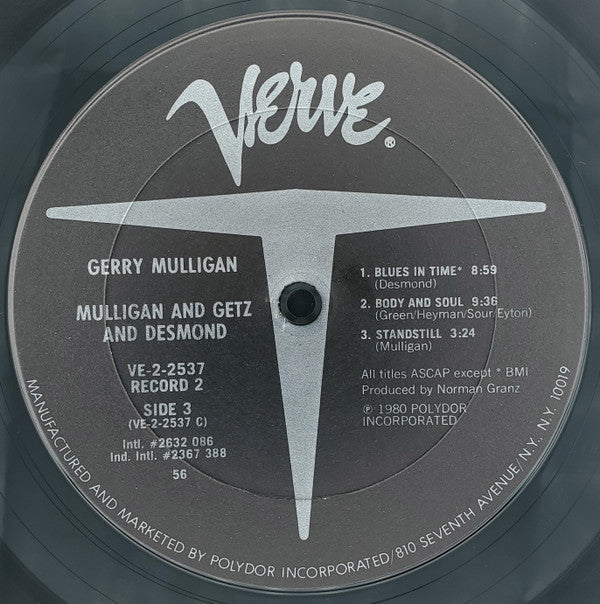 Verve®
GERRY MULLIGAN
MULLIGAN AND GETZ
AND DESMOND
VE-2-2537
RECORD 2
SIDE 3
(VE-2-2537 C)
Intl. #2632 086
Ind. Intl. #2367 388
56
1. BLUES IN TIME* 8:59
(Desmond)
2. BODY AND SOUL 9:36
(Green/Heyman/Sour/Eyton)
3. STANDSTILL 3:24
(Mulligan)
All titles ASCAP except * BMI
Produced by Norman Granz
℗ 1980 POLYDOR
INCORPORATED
MANUFACTURED AND MARKETED BY POLYDOR INCORPORATED/810 SEVENTH AVENUE/N.Y., N.Y. 10019